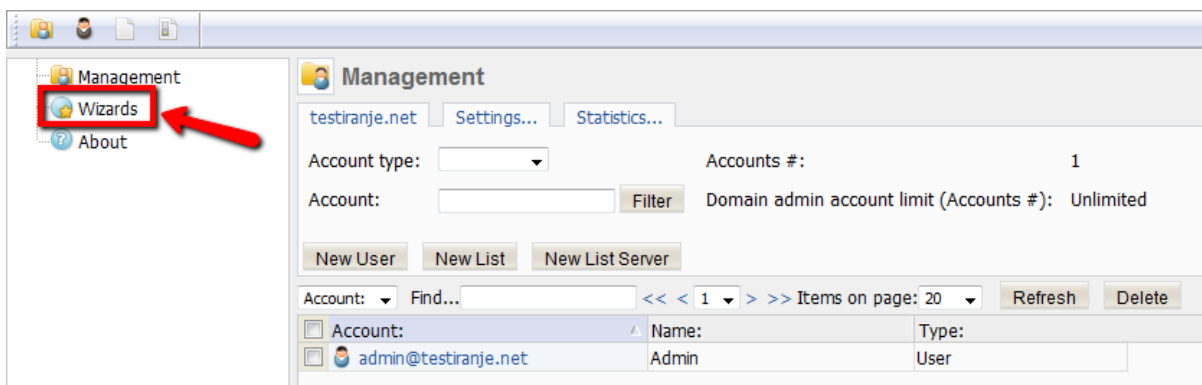 Management
Wizards
About
Management
testiranje.net Settings... Statistics...
Account type: Accounts #: 1
Account: Filter Domain admin account limit (Accounts #): Unlimited
New User New List New List Server
Account: Find... << < 1 > >> Items on page: 20 Refresh Delete
Account: Name: Type:
admin@testiranje.net Admin User